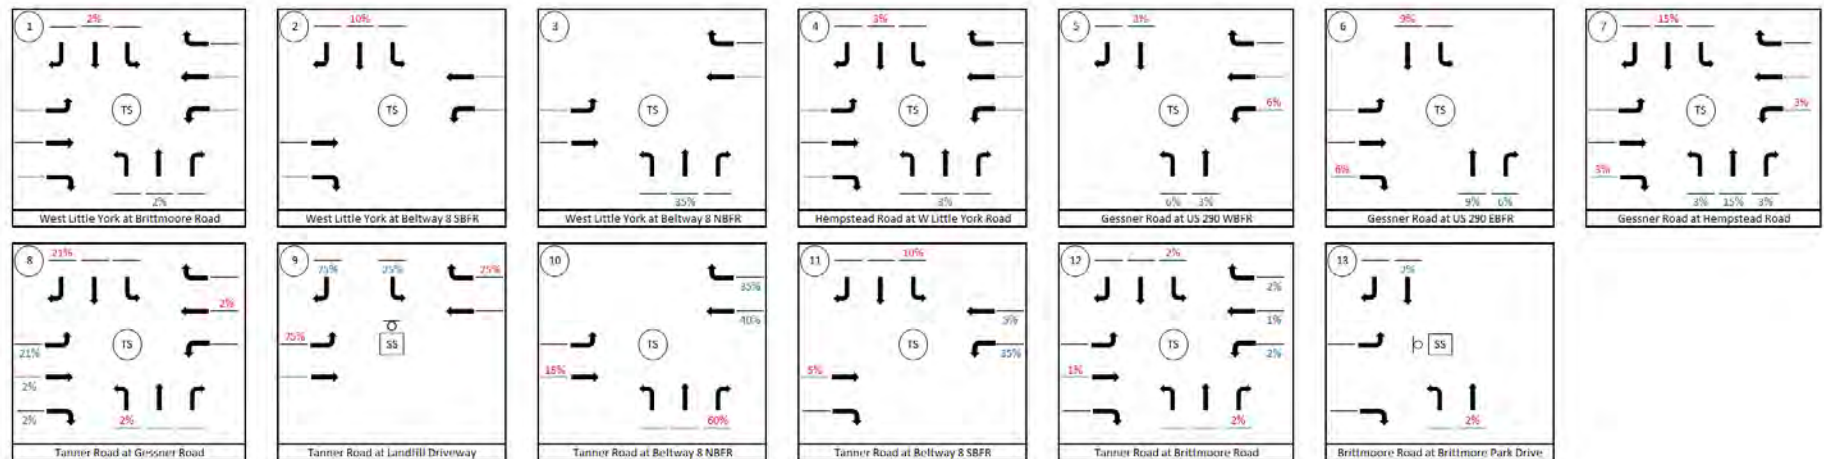 1 2%
TS
2%
West Little York at Brittmoore Road
2 10%
TS
West Little York at Beltway 8 SBFR
3
TS
35%
West Little York at Beltway 8 NBFR
4 3%
TS
3%
Hempstead Road at W Little York Road
5 3%
TS 6%
6% 3%
Gessner Road at US 290 WBFR
6 9%
TS
6%
9% 6%
Gessner Road at US 290 EBFR
7 15%
TS 3%
3%
3% 15% 3%
Gessner Road at Hempstead Road
8 21%
2%
21% TS
2%
2% 2%
Tanner Road at Gessner Road
9 75% 25% 25%
75% SS
Tanner Road at Landfill Driveway
10
35%
40%
TS
15%
60%
Tanner Road at Beltway 8 NBFR
11 10%
5%
TS 35%
5%
Tanner Road at Beltway 8 SBFR
12 2%
2%
1%
TS 2%
1%
2%
Tanner Road at Brittmoore Road
13 2%
SS
2%
Brittmoore Road at Brittmore Park Drive